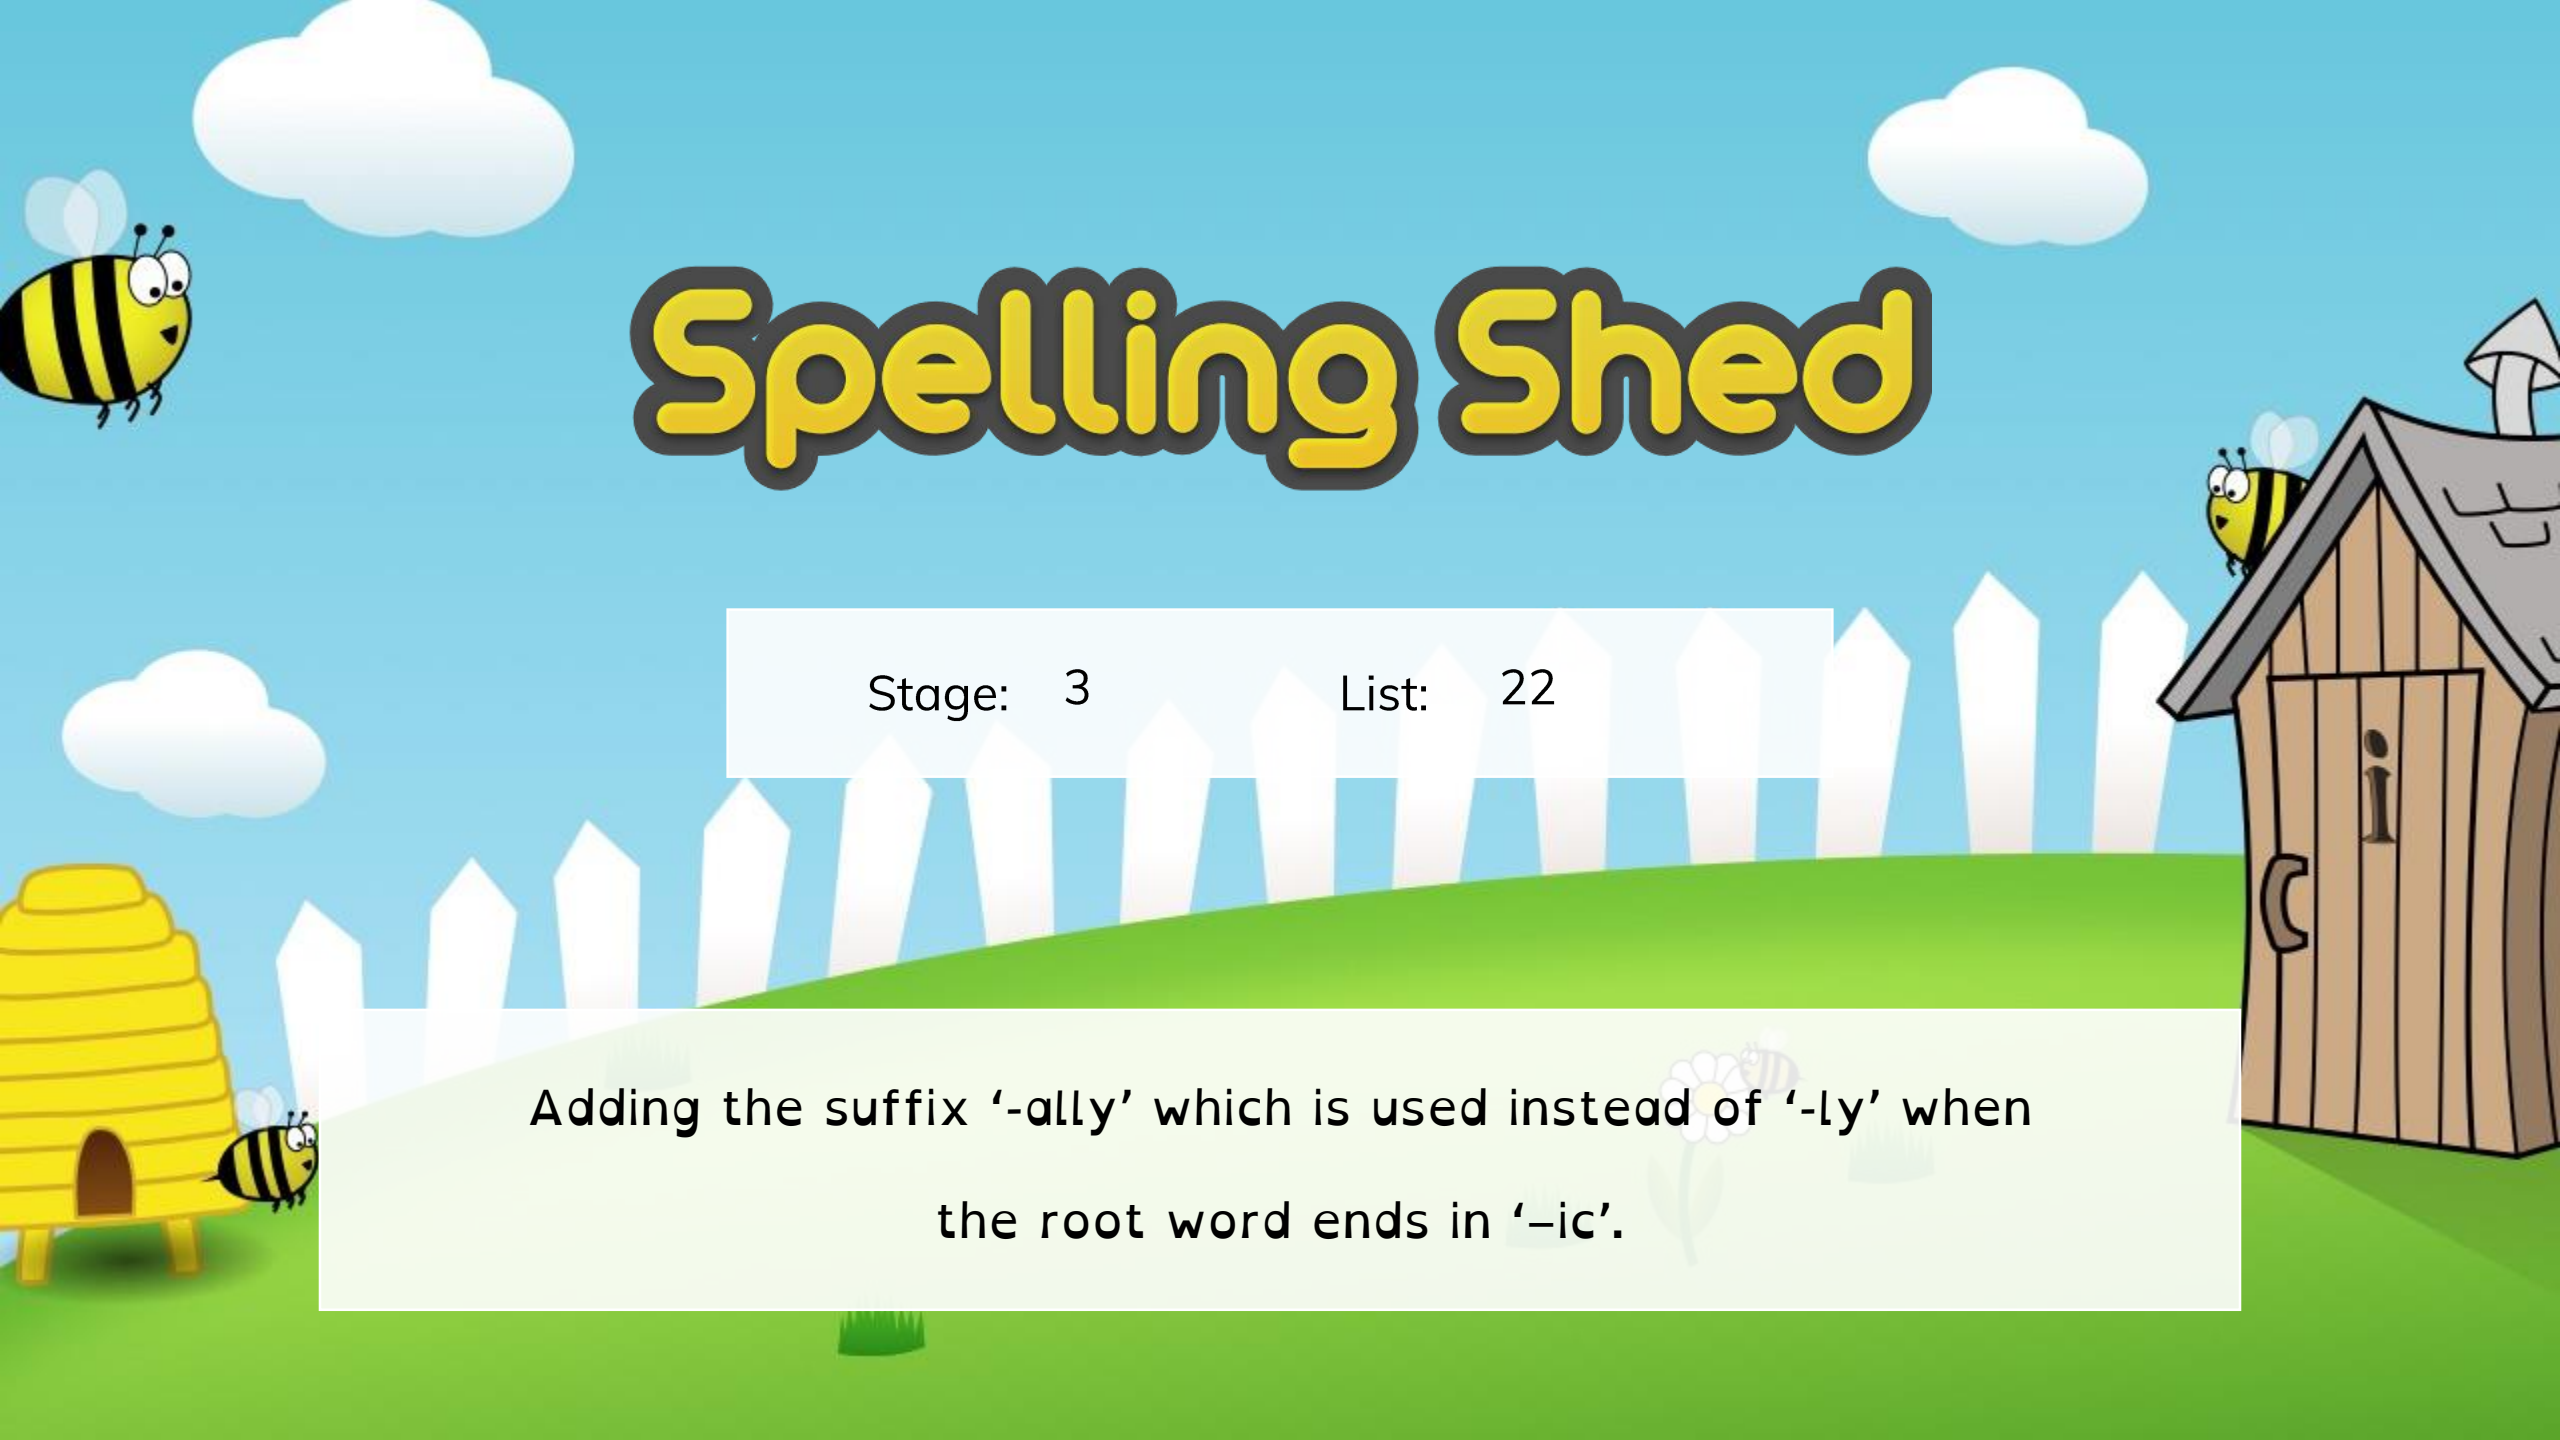 Spelling Shed
Stage: 3 List: 22
i
Adding the suffix ‘-ally’ which is used instead of ‘-ly’ when
the root word ends in ‘–ic’.